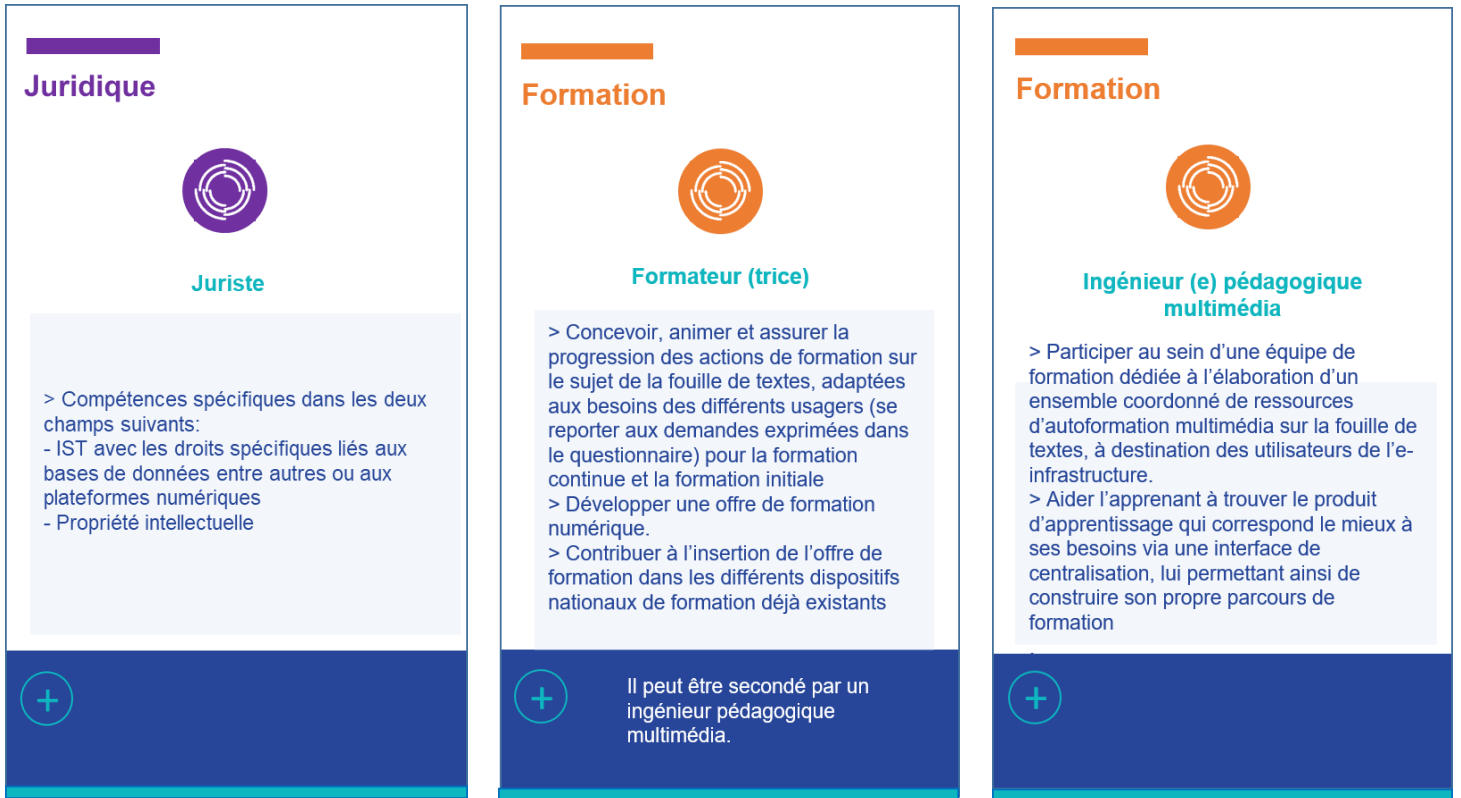 Juridique
Juriste
> Compétences spécifiques dans les deux
champs suivants:
- IST avec les droits spécifiques liés aux
bases de données entre autres ou aux
plateformes numériques
- Propriété intellectuelle
+
Formation
Formateur (trice)
> Concevoir, animer et assurer la
progression des actions de formation sur
le sujet de la fouille de textes, adaptées
aux besoins des différents usagers (se
reporter aux demandes exprimées dans
le questionnaire) pour la formation
continue et la formation initiale
> Développer une offre de formation
numérique.
> Contribuer à l’insertion de l’offre de
formation dans les différents dispositifs
nationaux de formation déjà existants
+
Il peut être secondé par un
ingénieur pédagogique
multimédia.
Formation
Ingénieur (e) pédagogique
multimédia
> Participer au sein d’une équipe de
formation dédiée à l’élaboration d’un
ensemble coordonné de ressources
d’autoformation multimédia sur la fouille de
textes, à destination des utilisateurs de l’e-
infrastructure.
> Aider l’apprenant à trouver le produit
d’apprentissage qui correspond le mieux à
ses besoins via une interface de
centralisation, lui permettant ainsi de
construire son propre parcours de
formation
+